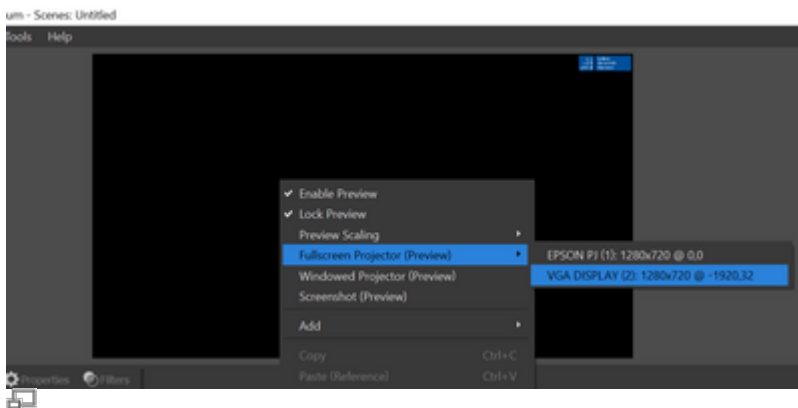 um - Scenes: Untitled
Tools Help
Enable Preview
Lock Preview
Preview Scaling
Fullscreen Projector (Preview)
EPSON PJ (1): 1280x720 @ 0,0
Windowed Projector (Preview)
VGA DISPLAY (2): 1280x720 @ -1920,32
Screenshot (Preview)
Add
Copy Ctrl+C
Paste (Reference) Ctrl+V
Properties Filters